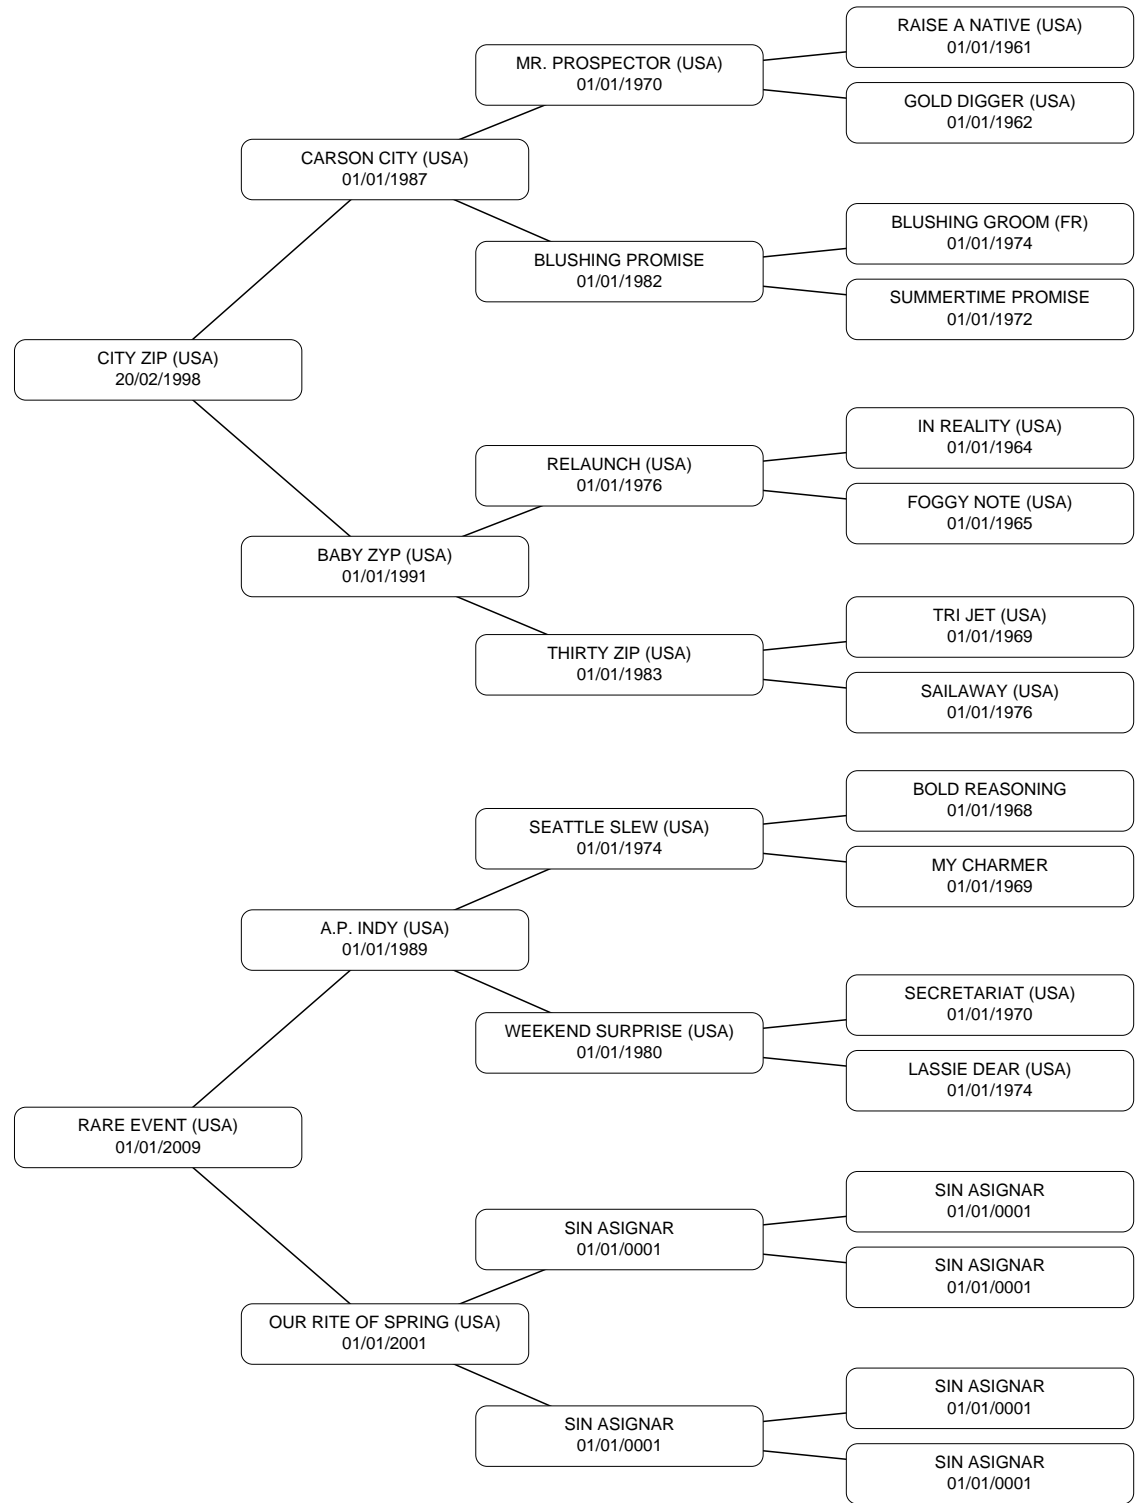 RAISE A NATIVE (USA)
01/01/1961
MR. PROSPECTOR (USA)
01/01/1970
GOLD DIGGER (USA)
01/01/1962
CARSON CITY (USA)
01/01/1987
BLUSHING GROOM (FR)
01/01/1974
BLUSHING PROMISE
01/01/1982
SUMMERTIME PROMISE
01/01/1972
CITY ZIP (USA)
20/02/1998
IN REALITY (USA)
01/01/1964
RELAUNCH (USA)
01/01/1976
FOGGY NOTE (USA)
01/01/1965
BABY ZYP (USA)
01/01/1991
TRI JET (USA)
01/01/1969
THIRTY ZIP (USA)
01/01/1983
SAILAWAY (USA)
01/01/1976
BOLD REASONING
01/01/1968
SEATTLE SLEW (USA)
01/01/1974
MY CHARMER
01/01/1969
A.P. INDY (USA)
01/01/1989
SECRETARIAT (USA)
01/01/1970
WEEKEND SURPRISE (USA)
01/01/1980
LASSIE DEAR (USA)
01/01/1974
RARE EVENT (USA)
01/01/2009
SIN ASIGNAR
01/01/0001
SIN ASIGNAR
01/01/0001
SIN ASIGNAR
01/01/0001
OUR RITE OF SPRING (USA)
01/01/2001
SIN ASIGNAR
01/01/0001
SIN ASIGNAR
01/01/0001
SIN ASIGNAR
01/01/0001